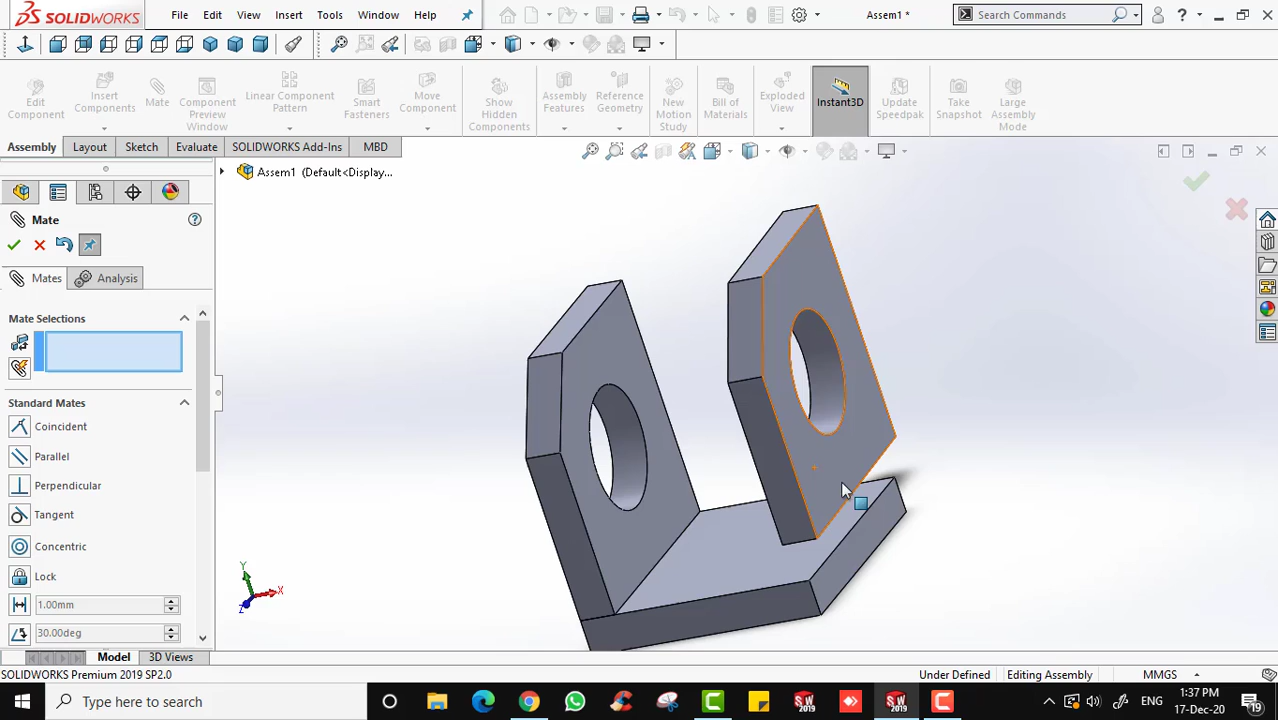 SOLIDWORKS File Edit View Insert Tools Window Help Assem1 * Search Commands ?
Edit Component
Insert Components
Mate
Component Preview Window
Linear Component Pattern
Smart Fasteners
Move Component
Show Hidden Components
Assembly Features
Reference Geometry
New Motion Study
Bill of Materials
Exploded View
Instant3D
Update Speedpak
Take Snapshot
Large Assembly Mode
Assembly Layout Sketch Evaluate SOLIDWORKS Add-Ins MBD
Assem1 (Default<Display...
Mate
Mates Analysis
Mate Selections
Standard Mates
Coincident
Parallel
Perpendicular
Tangent
Concentric
Lock
1.00mm
30.00deg
Y
X
Z
Model 3D Views
SOLIDWORKS Premium 2019 SP2.0 Under Defined Editing Assembly MMGS
Type here to search
ENG
1:37 PM
17-Dec-20
19